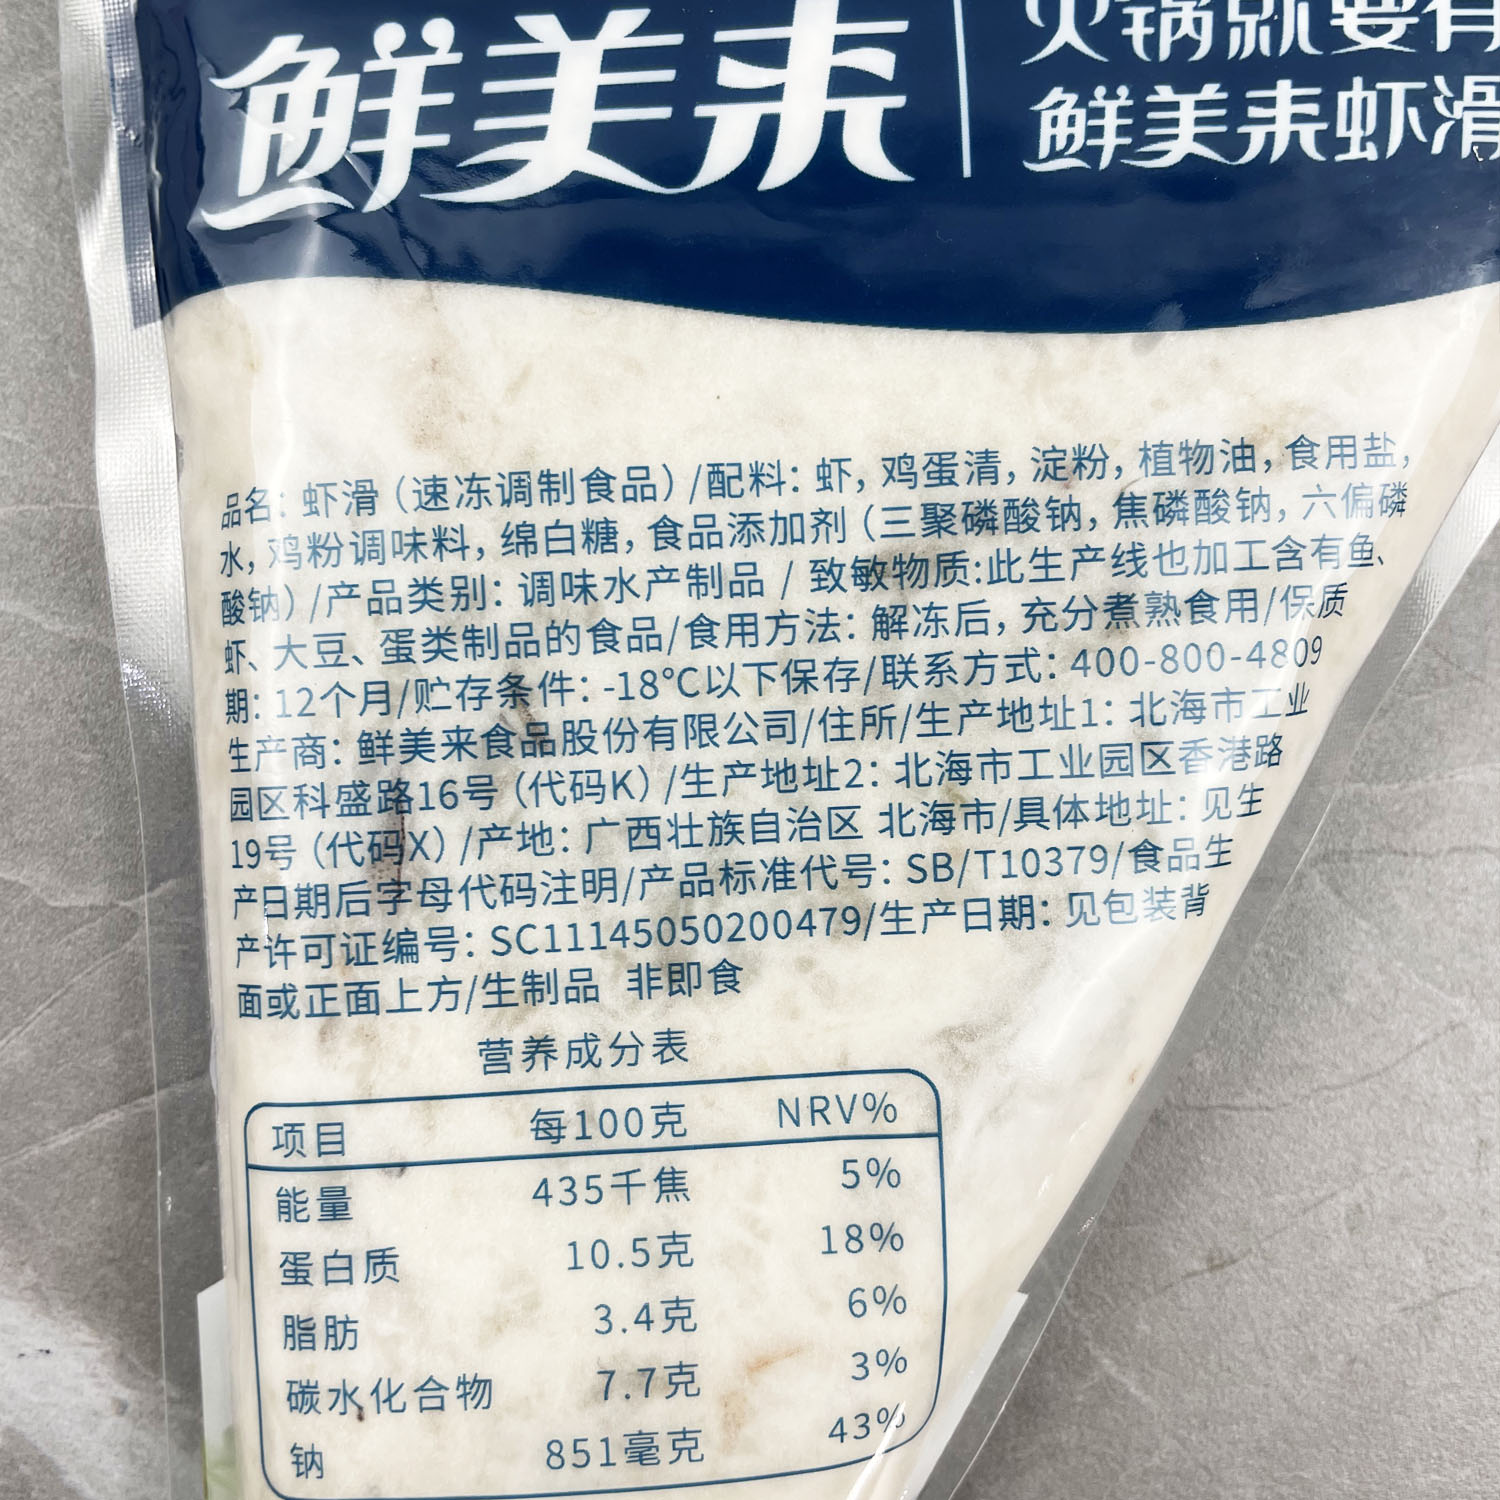 鲜美来
火锅就要有
鲜美来虾滑
品名：虾滑（速冻调制食品）/配料：虾，鸡蛋清，淀粉，植物油，食用盐，
水，鸡粉调味料，绵白糖，食品添加剂（三聚磷酸钠，焦磷酸钠，六偏磷
酸钠）/产品类别：调味水产制品 / 致敏物质:此生产线也加工含有鱼、
虾、大豆、蛋类制品的食品/食用方法：解冻后，充分煮熟食用/保质
期：12个月/贮存条件：-18°C以下保存/联系方式：400-800-4809
生产商：鲜美来食品股份有限公司/住所/生产地址1：北海市工业
园区科盛路16号（代码K）/生产地址2：北海市工业园区香港路
19号（代码X）/产地：广西壮族自治区 北海市/具体地址：见生
产日期后字母代码注明/产品标准代号：SB/T10379/食品生
产许可证编号：SC11145050200479/生产日期：见包装背
面或正面上方/生制品 非即食
营养成分表
项目 每100克 NRV%
能量 435千焦 5%
蛋白质 10.5克 18%
脂肪 3.4克 6%
碳水化合物 7.7克 3%
钠 851毫克 43%